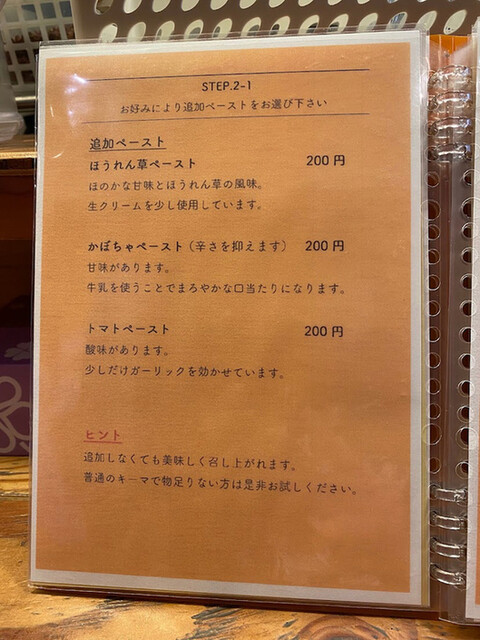 STEP.2-1
お好みにより追加ペーストをお選び下さい
追加ペースト
ほうれん草ペースト 200円
ほのかな甘味とほうれん草の風味。
生クリームを少し使用しています。
かぼちゃペースト（辛さを抑えます） 200円
甘味があります。
牛乳を使うことでまろやかな口当たりになります。
トマトペースト 200円
酸味があります。
少しだけガーリックを効かせています。
ヒント
追加しなくても美味しく召し上がれます。
普通のキーマで物足りない方は是非お試しください。